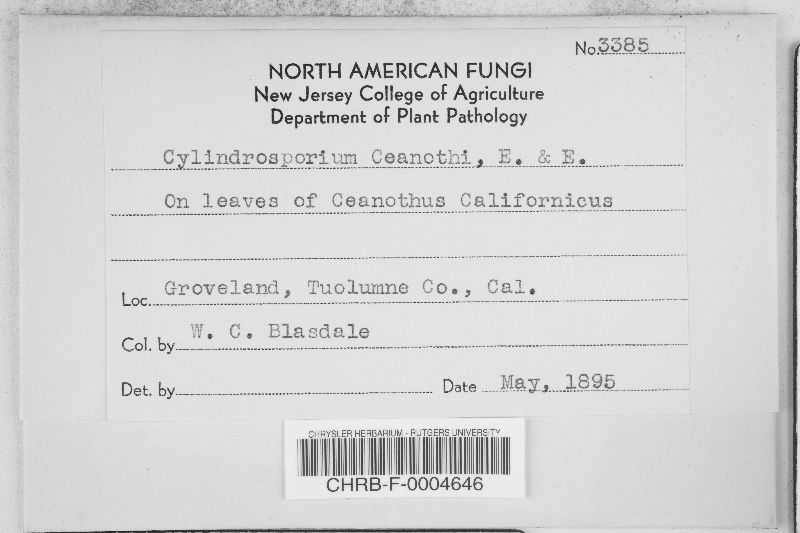 No. 3385
NORTH AMERICAN FUNGI
New Jersey College of Agriculture
Department of Plant Pathology
Cylindrosporium Ceanothi, E. & E.
On leaves of Ceanothus Californicus
Loc. Groveland, Tuolumne Co., Cal.
Col. by W. C. Blasdale
Det. by
Date May, 1895
CHRYSLER HERBARIUM - RUTGERS UNIVERSITY
CHRB-F-0004646